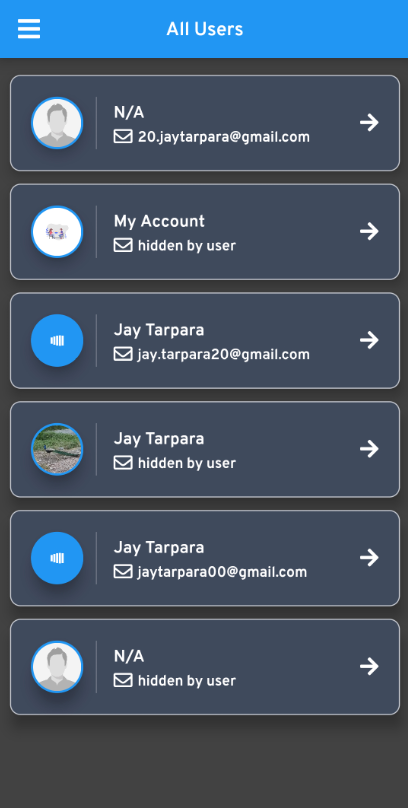 All Users
N/A
20.jaytarpara@gmail.com
My Account
hidden by user
Jay Tarpara
jay.tarpara20@gmail.com
Jay Tarpara
hidden by user
Jay Tarpara
jaytarpara00@gmail.com
N/A
hidden by user